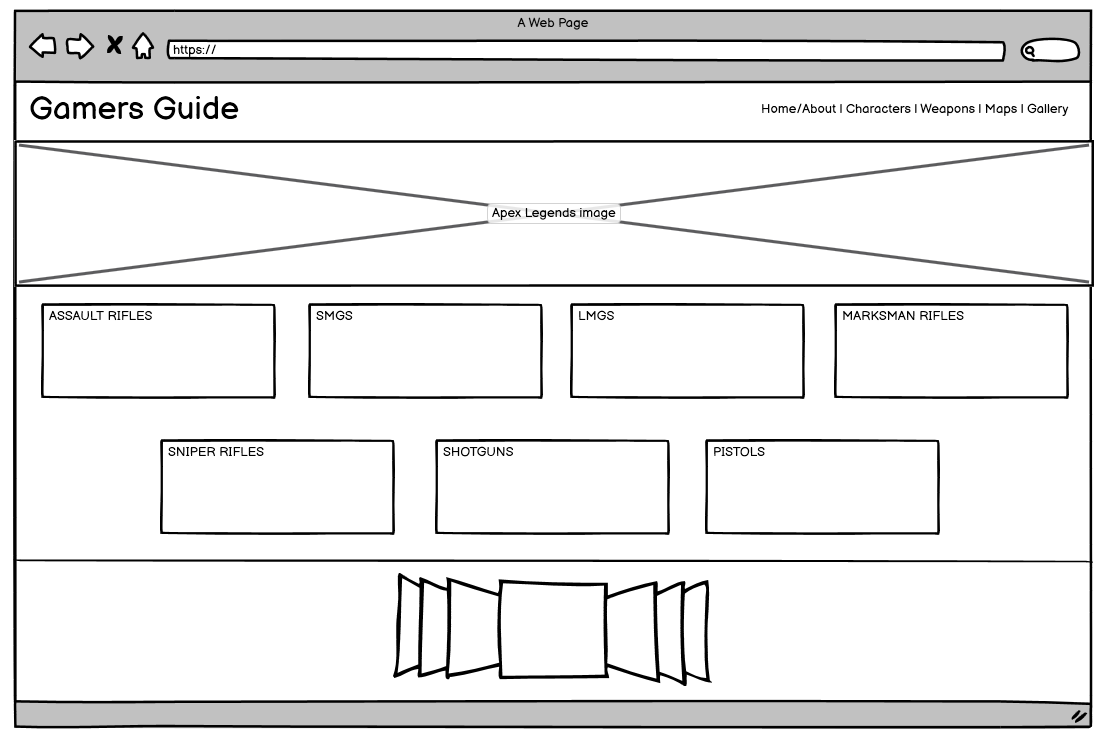 A Web Page
https://
Gamers Guide
Home/About | Characters | Weapons | Maps | Gallery
Apex Legends image
ASSAULT RIFLES
SMGS
LMGS
MARKSMAN RIFLES
SNIPER RIFLES
SHOTGUNS
PISTOLS